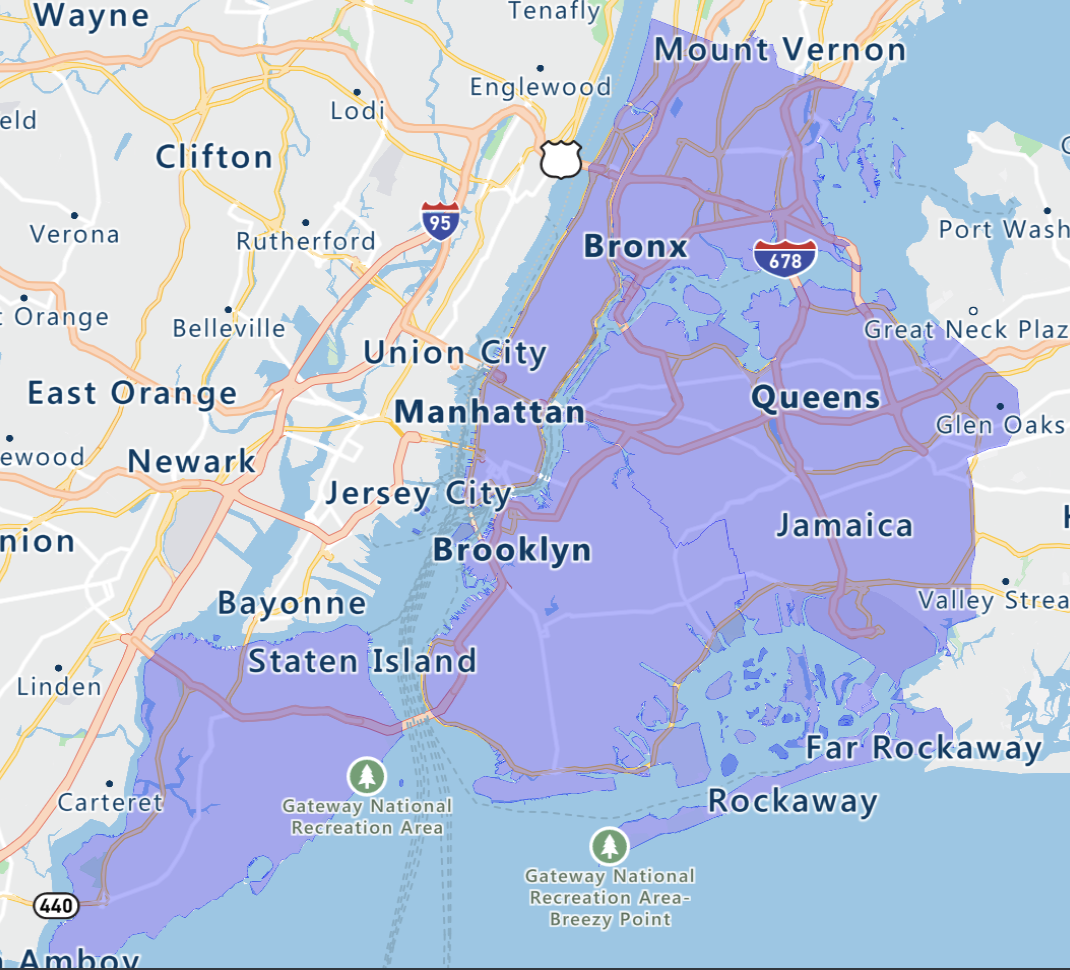 Wayne
Tenafly
Mount Vernon
Englewood
Lodi
eld
Clifton
95
Verona
Rutherford
Port Wash
Bronx
678
t Orange
Belleville
Great Neck Plaz
Union City
East Orange
Manhattan
Queens
Glen Oaks
ewood
Newark
Jersey City
Jamaica
nion
Brooklyn
Bayonne
Valley Strea
Staten Island
Linden
Far Rockaway
Carteret
Gateway National
Recreation Area
Rockaway
Gateway National
Recreation Area-
Breezy Point
440
Amboy